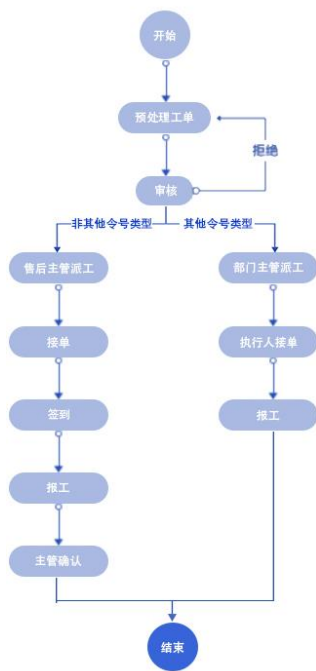 开始
预处理工单
拒绝
审核
非其他令号类型
其他令号类型
售后主管派工
部门主管派工
接单
执行人接单
签到
报工
报工
主管确认
结束